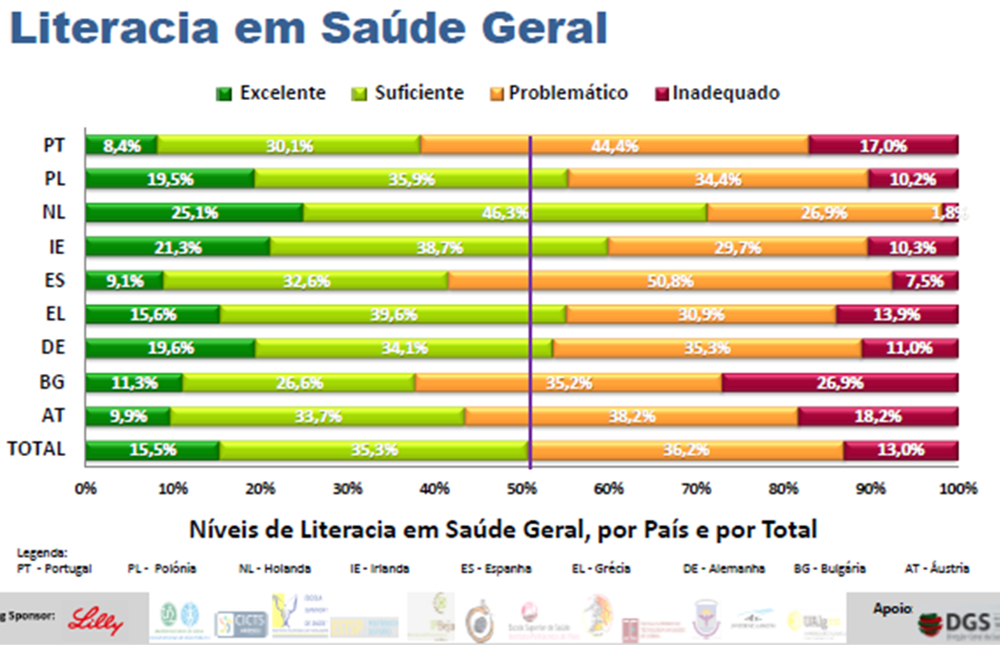 Literacia em Saúde Geral
Excelente Suficiente Problemático Inadequado
PT 8,4% 30,1% 44,4% 17,0%
PL 19,5% 35,9% 34,4% 10,2%
NL 25,1% 46,3% 26,9% 1,8%
IE 21,3% 38,7% 29,7% 10,3%
ES 9,1% 32,6% 50,8% 7,5%
EL 15,6% 39,6% 30,9% 13,9%
DE 19,6% 34,1% 35,3% 11,0%
BG 11,3% 26,6% 35,2% 26,9%
AT 9,9% 33,7% 38,2% 18,2%
TOTAL 15,5% 35,3% 36,2% 13,0%
0% 10% 20% 30% 40% 50% 60% 70% 80% 90% 100%
Níveis de Literacia em Saúde Geral, por País e por Total
Legenda:
PT - Portugal PL - Polónia NL - Holanda IE - Irlanda ES - Espanha EL - Grécia DE - Alemanha BG - Bulgária AT - Áustria
g Sponsor: Lilly CICTS UAlg Apoio: DGS